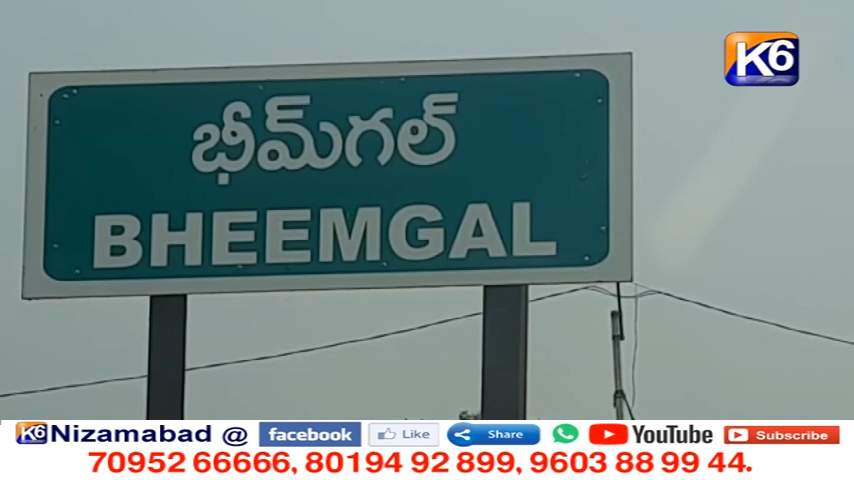 K6
భీమ్‌గల్
BHEEMGAL
K6 Nizamabad @ facebook Like Share YouTube Subscribe
70952 66666, 80194 92 899, 9603 88 99 44.